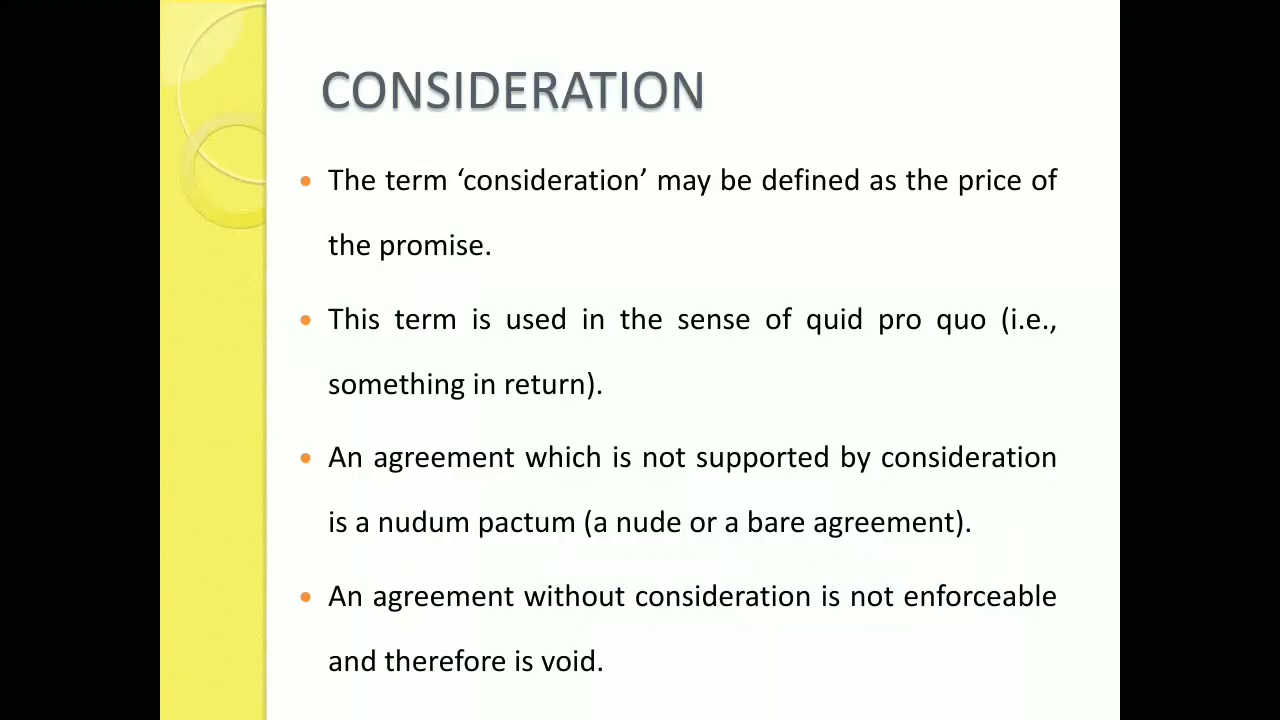 CONSIDERATION
• The term ‘consideration’ may be defined as the price of
the promise.
• This term is used in the sense of quid pro quo (i.e.,
something in return).
• An agreement which is not supported by consideration
is a nudum pactum (a nude or a bare agreement).
• An agreement without consideration is not enforceable
and therefore is void.